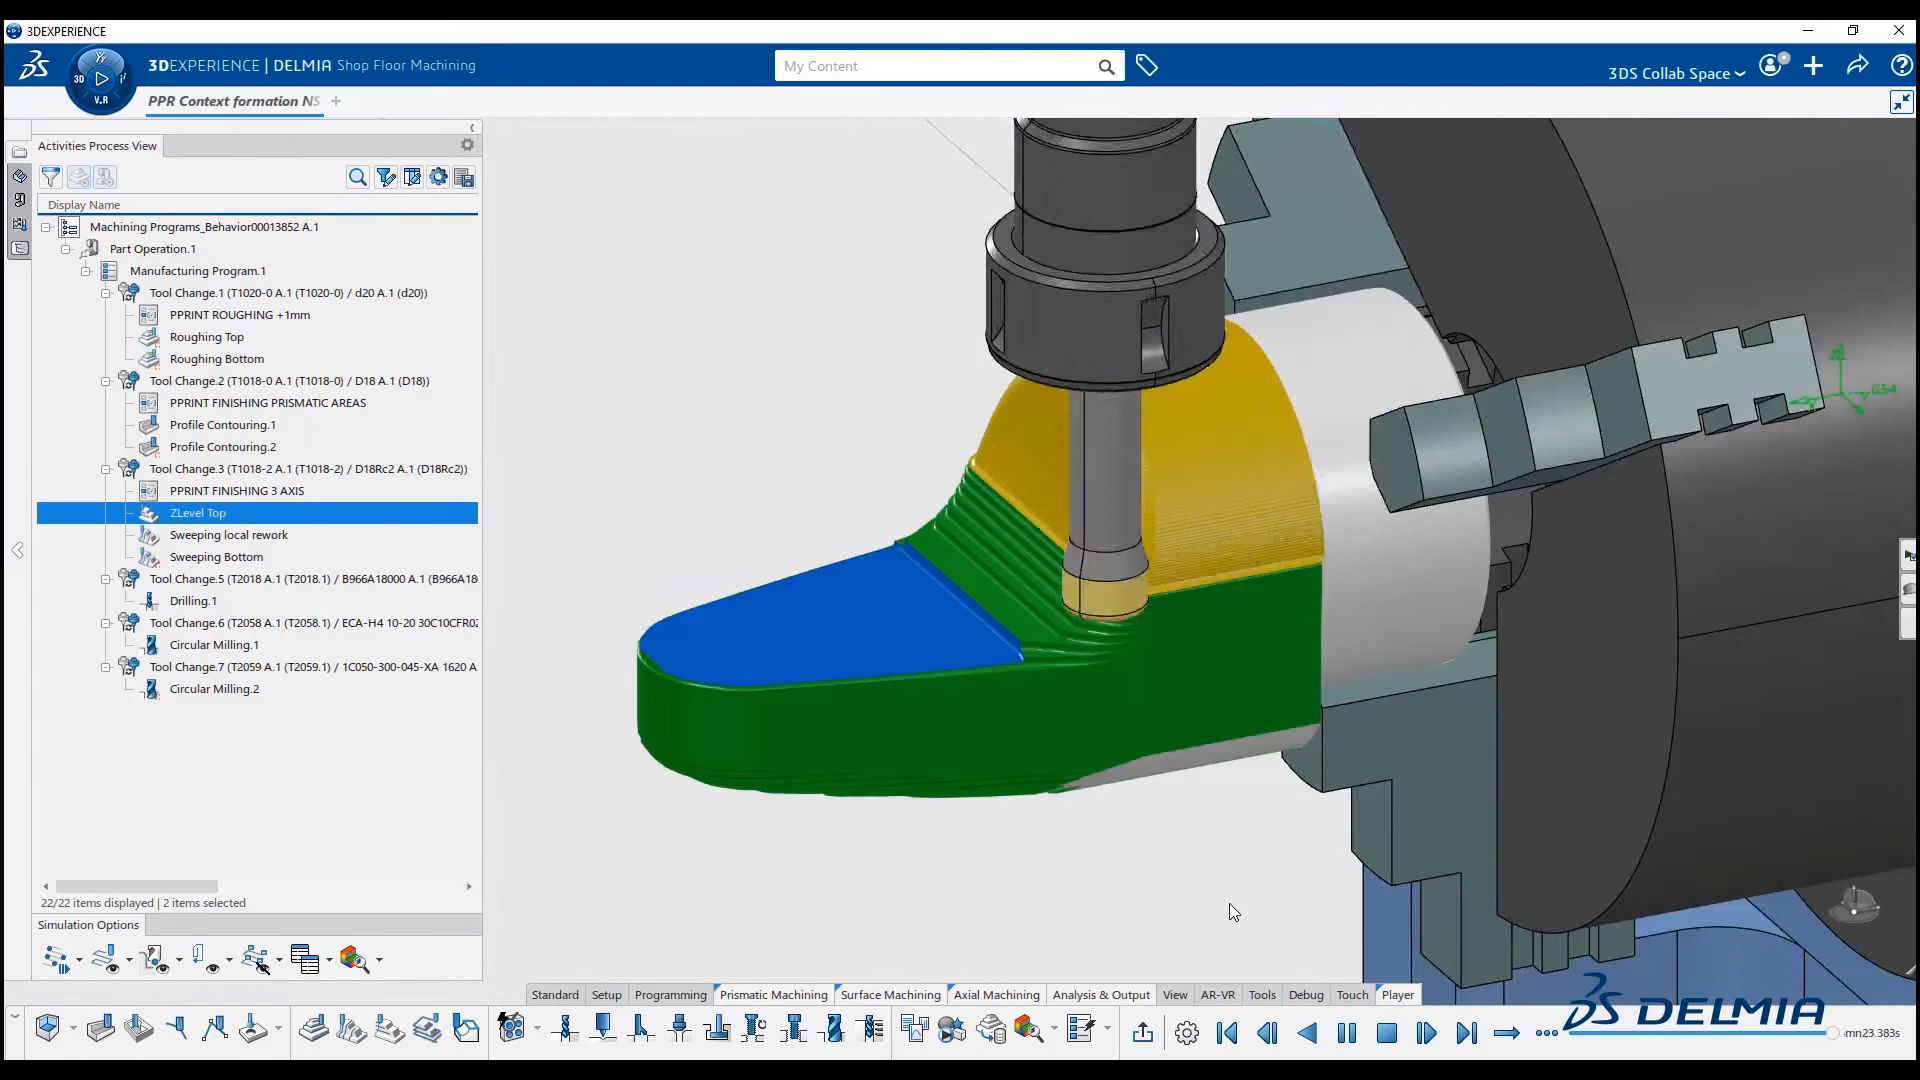 3DEXPERIENCE
3DEXPERIENCE | DELMIA Shop Floor Machining
My Content
3DS Collab Space
3D
V.R
PPR Context formation NS
Activities Process View
Display Name
Machining Programs_Behavior00013852 A.1
Part Operation.1
Manufacturing Program.1
Tool Change.1 (T1020-0 A.1 (T1020-0) / d20 A.1 (d20))
PPRINT ROUGHING +1mm
Roughing Top
Roughing Bottom
Tool Change.2 (T1018-0 A.1 (T1018-0) / D18 A.1 (D18))
PPRINT FINISHING PRISMATIC AREAS
Profile Contouring.1
Profile Contouring.2
Tool Change.3 (T1018-2 A.1 (T1018-2) / D18Rc2 A.1 (D18Rc2))
PPRINT FINISHING 3 AXIS
ZLevel Top
Sweeping local rework
Sweeping Bottom
Tool Change.5 (T2018 A.1 (T2018.1) / B966A18000 A.1 (B966A18
Drilling.1
Tool Change.6 (T2058 A.1 (T2058.1) / ECA-H4 10-20 30C10CFR02
Circular Milling.1
Tool Change.7 (T2059 A.1 (T2059.1) / 1C050-300-045-XA 1620 A
Circular Milling.2
22/22 items displayed | 2 items selected
Simulation Options
Standard Setup Programming Prismatic Machining Surface Machining Axial Machining Analysis & Output View AR-VR Tools Debug Touch Player
DELMIA
mn23.383s